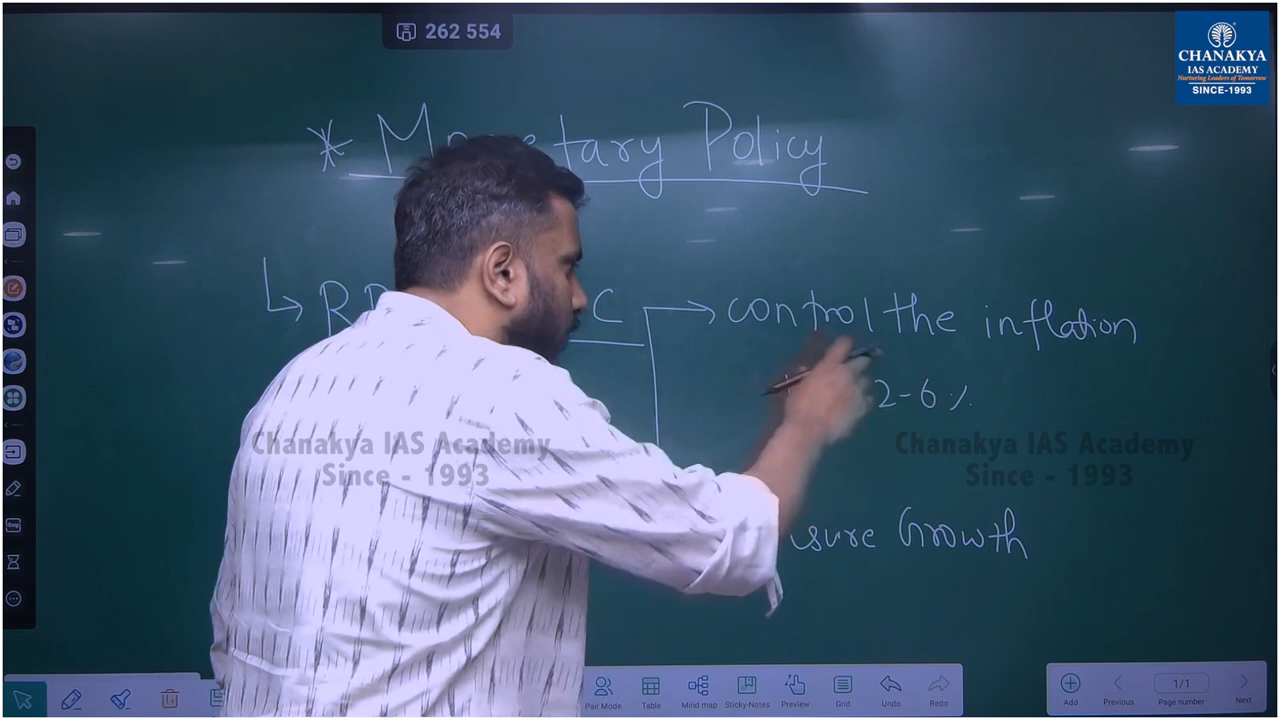 262 554
CHANAKYA
IAS ACADEMY
Nurturing Leaders of Tomorrow
SINCE-1993
* Monetary Policy
C
control the inflation
2-6%
Growth
Chanakya IAS Academy
Since - 1993
Chanakya IAS Academy
Since - 1993
Pair Mode
Table
Mind map
Sticky-Notes
Preview
Grid
Undo
Redo
Add
Previous
1/1
Page number
Next